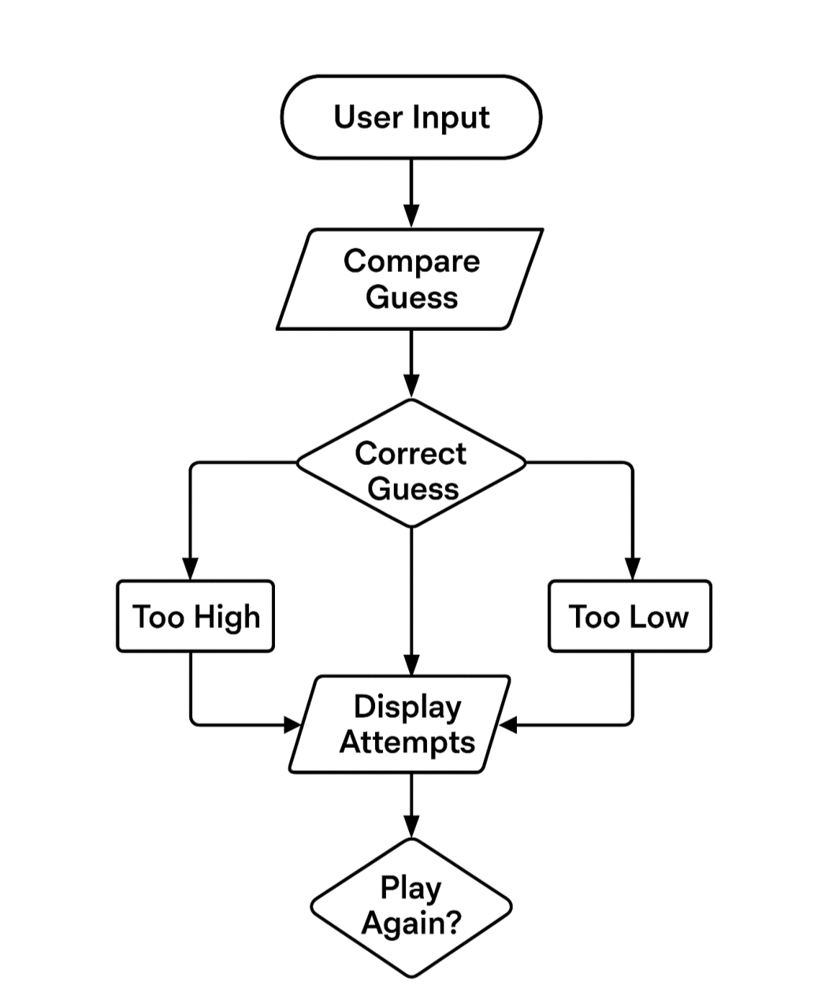 User Input
Compare
Guess
Correct
Guess
Too High
Too Low
Display
Attempts
Play
Again?